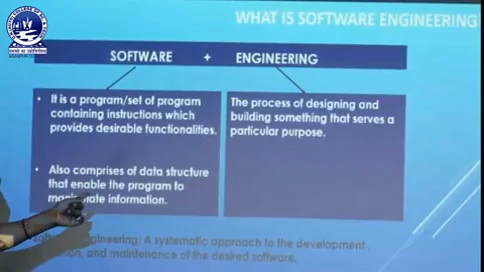 WHAT IS SOFTWARE ENGINEERING
SOFTWARE + ENGINEERING
• It is a program/set of program
containing instructions which
provides desirable functionalities.
• Also comprises of data structure
that enable the program to
information.
The process of designing and
building something that serves a
particular purpose.
Engineering: A systematic approach to the development,
and maintenance of the desired software.